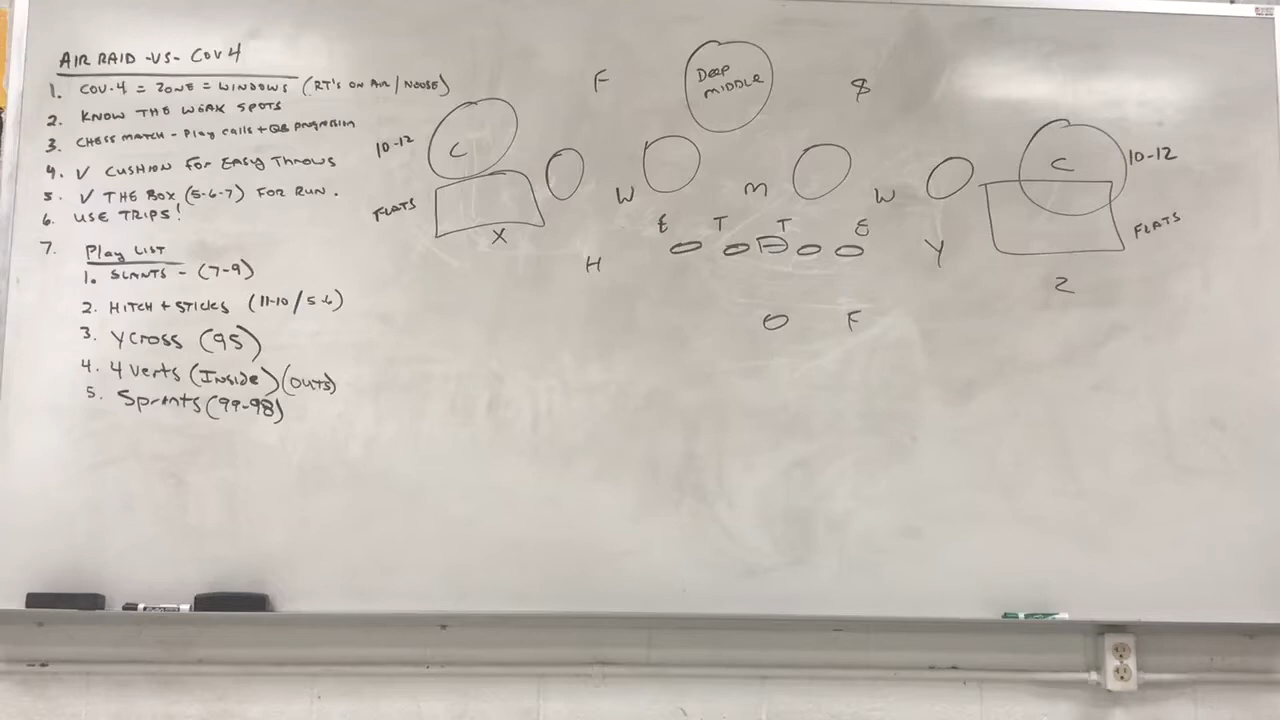 AIR RAID -VS- COV 4
1. COV-4 = ZONE = WINDOWS (RT'S ON AIR / NOOSE)
2. KNOW THE WEAK SPOTS
3. CHESS MATCH - Play calls + QB progression
4. ✓ CUSHION FOR EASY THROWS
5. ✓ THE BOX (5-6-7) FOR RUN.
6. USE TRIPS!
7. Play LIST
1. SLANTS - (7-9)
2. HITCH + STICKS (11-10 / 5-6)
3. Y CROSS (95)
4. 4 Verts (INSIDE) (OUTS)
5. Sprints (99-98)
F DEEP MIDDLE $
10-12 C C 10-12
W M W
FLATS FLATS
E T T E
X Y
H Z
F